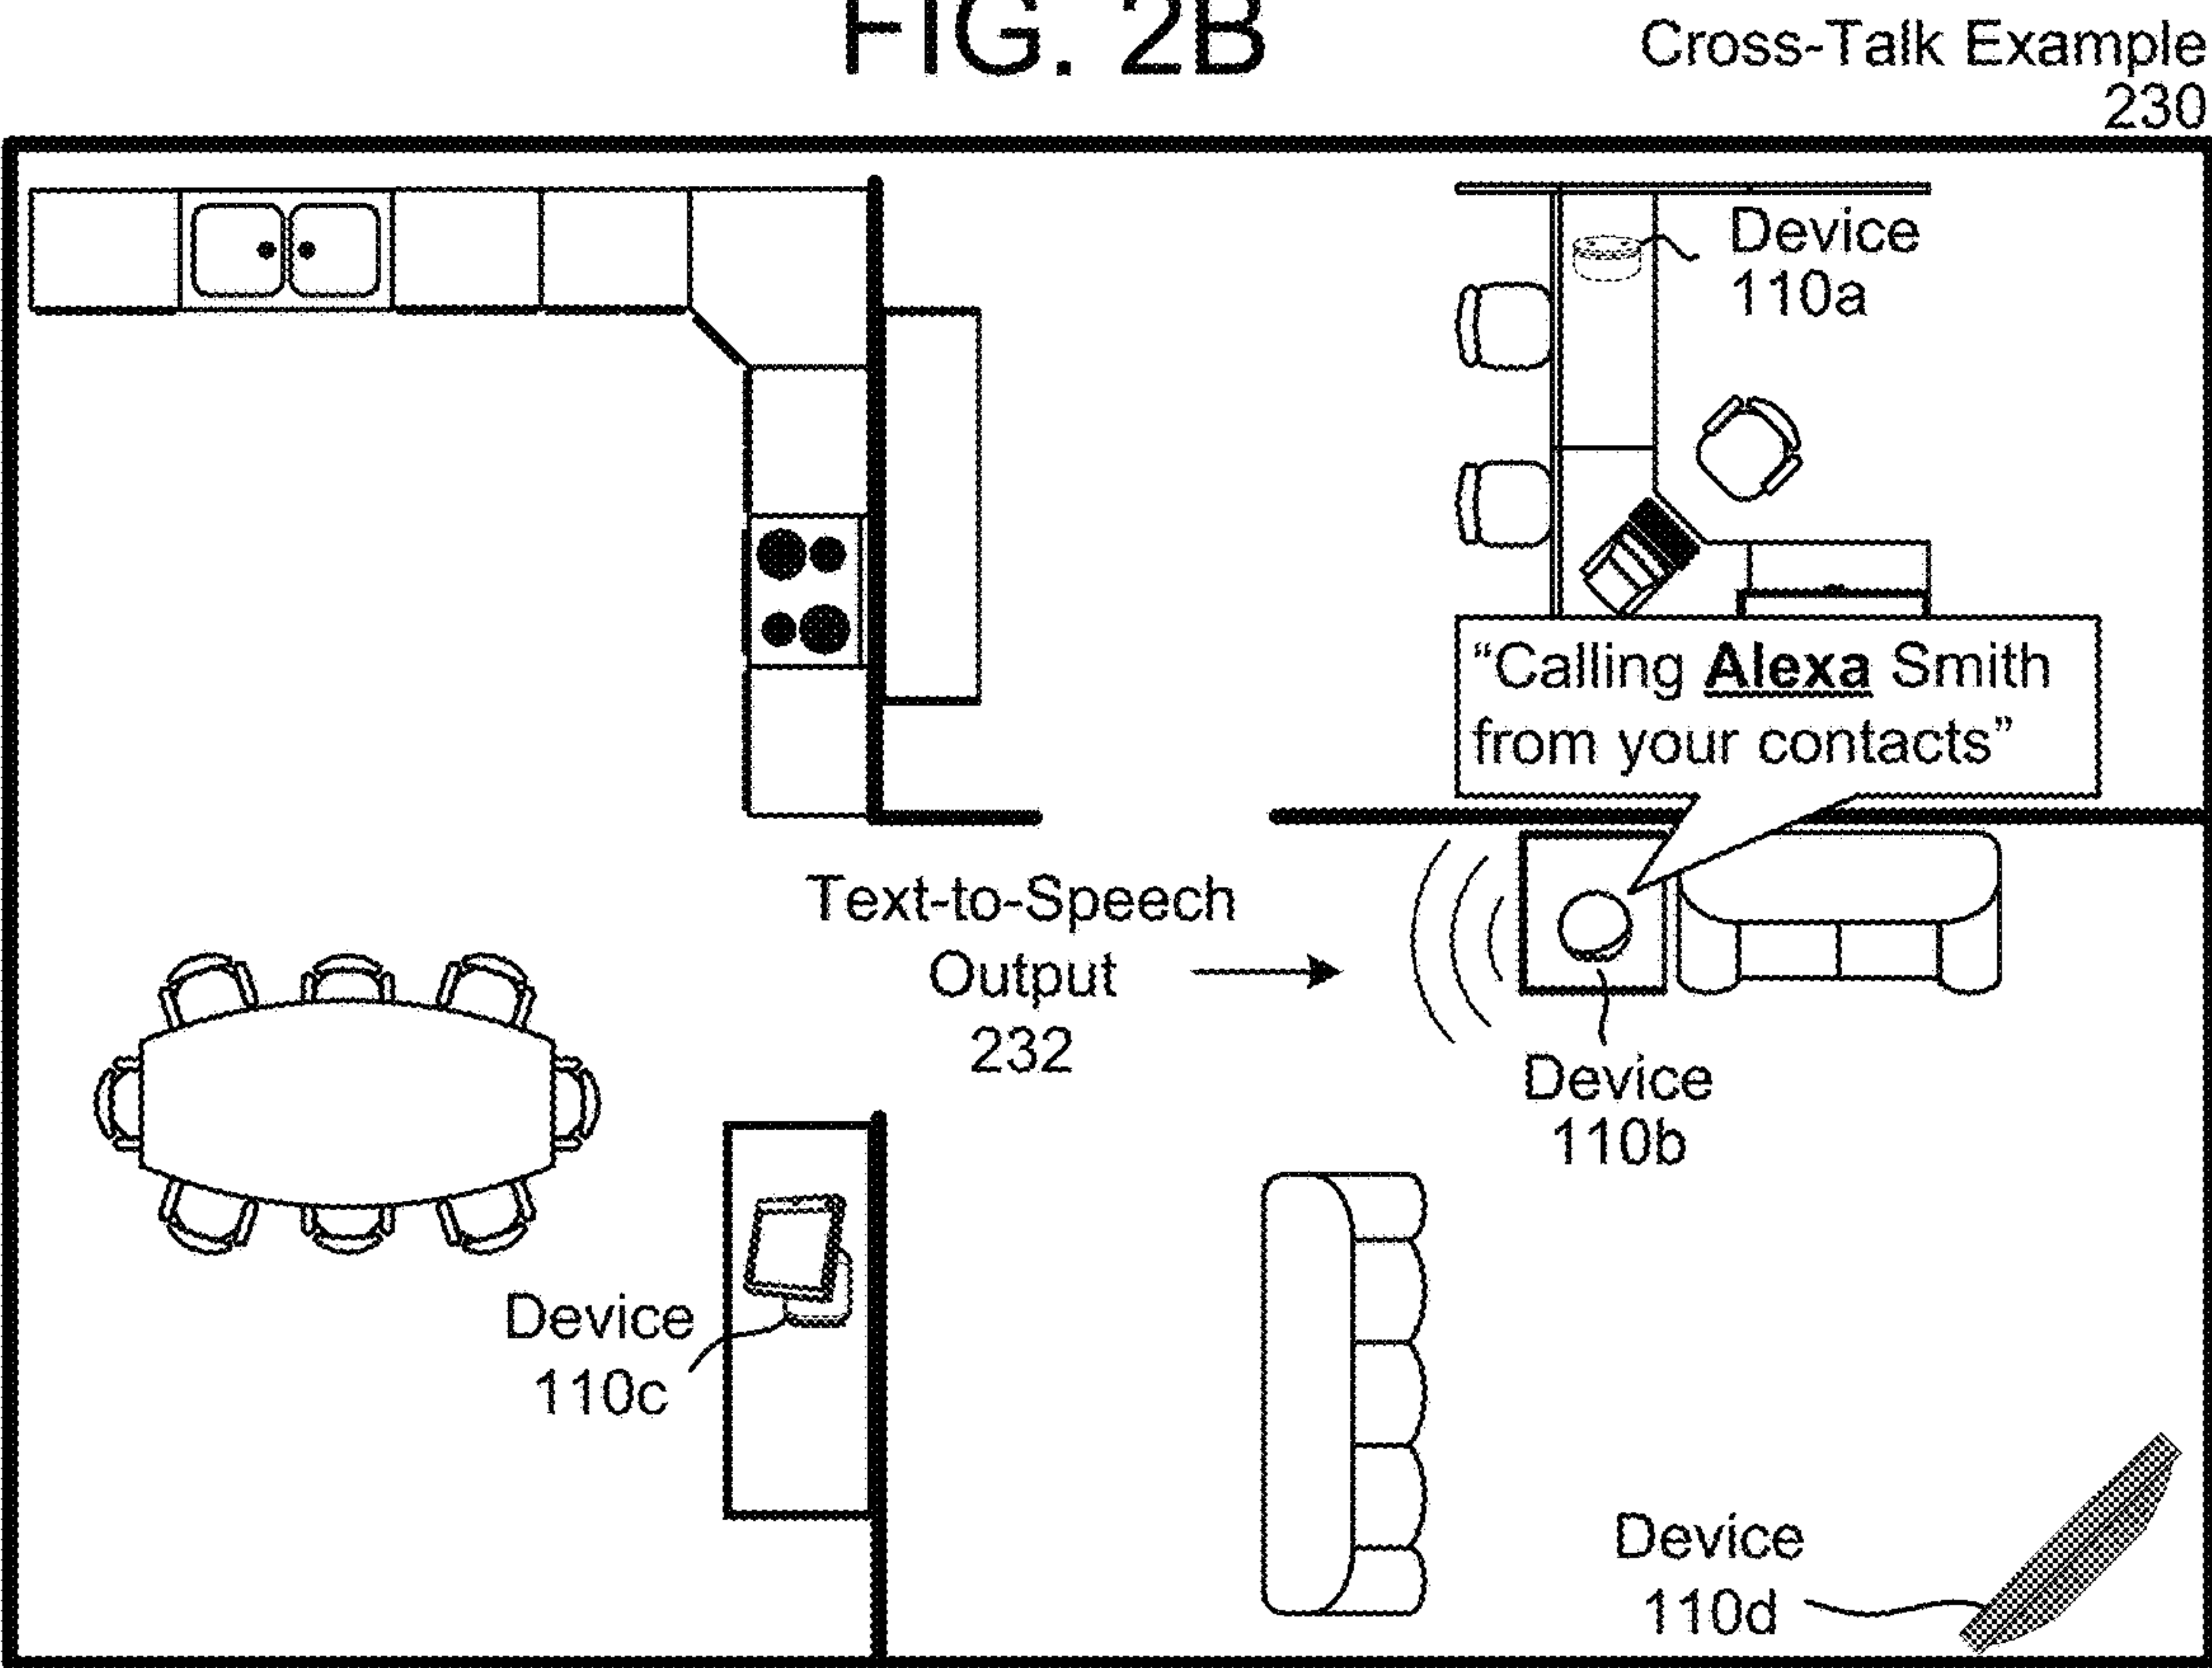 FIG. 2B
Cross-Talk Example
230
Device
110a
“Calling Alexa Smith
from your contacts”
Text-to-Speech
Output
232
Device
110b
Device
110c
Device
110d